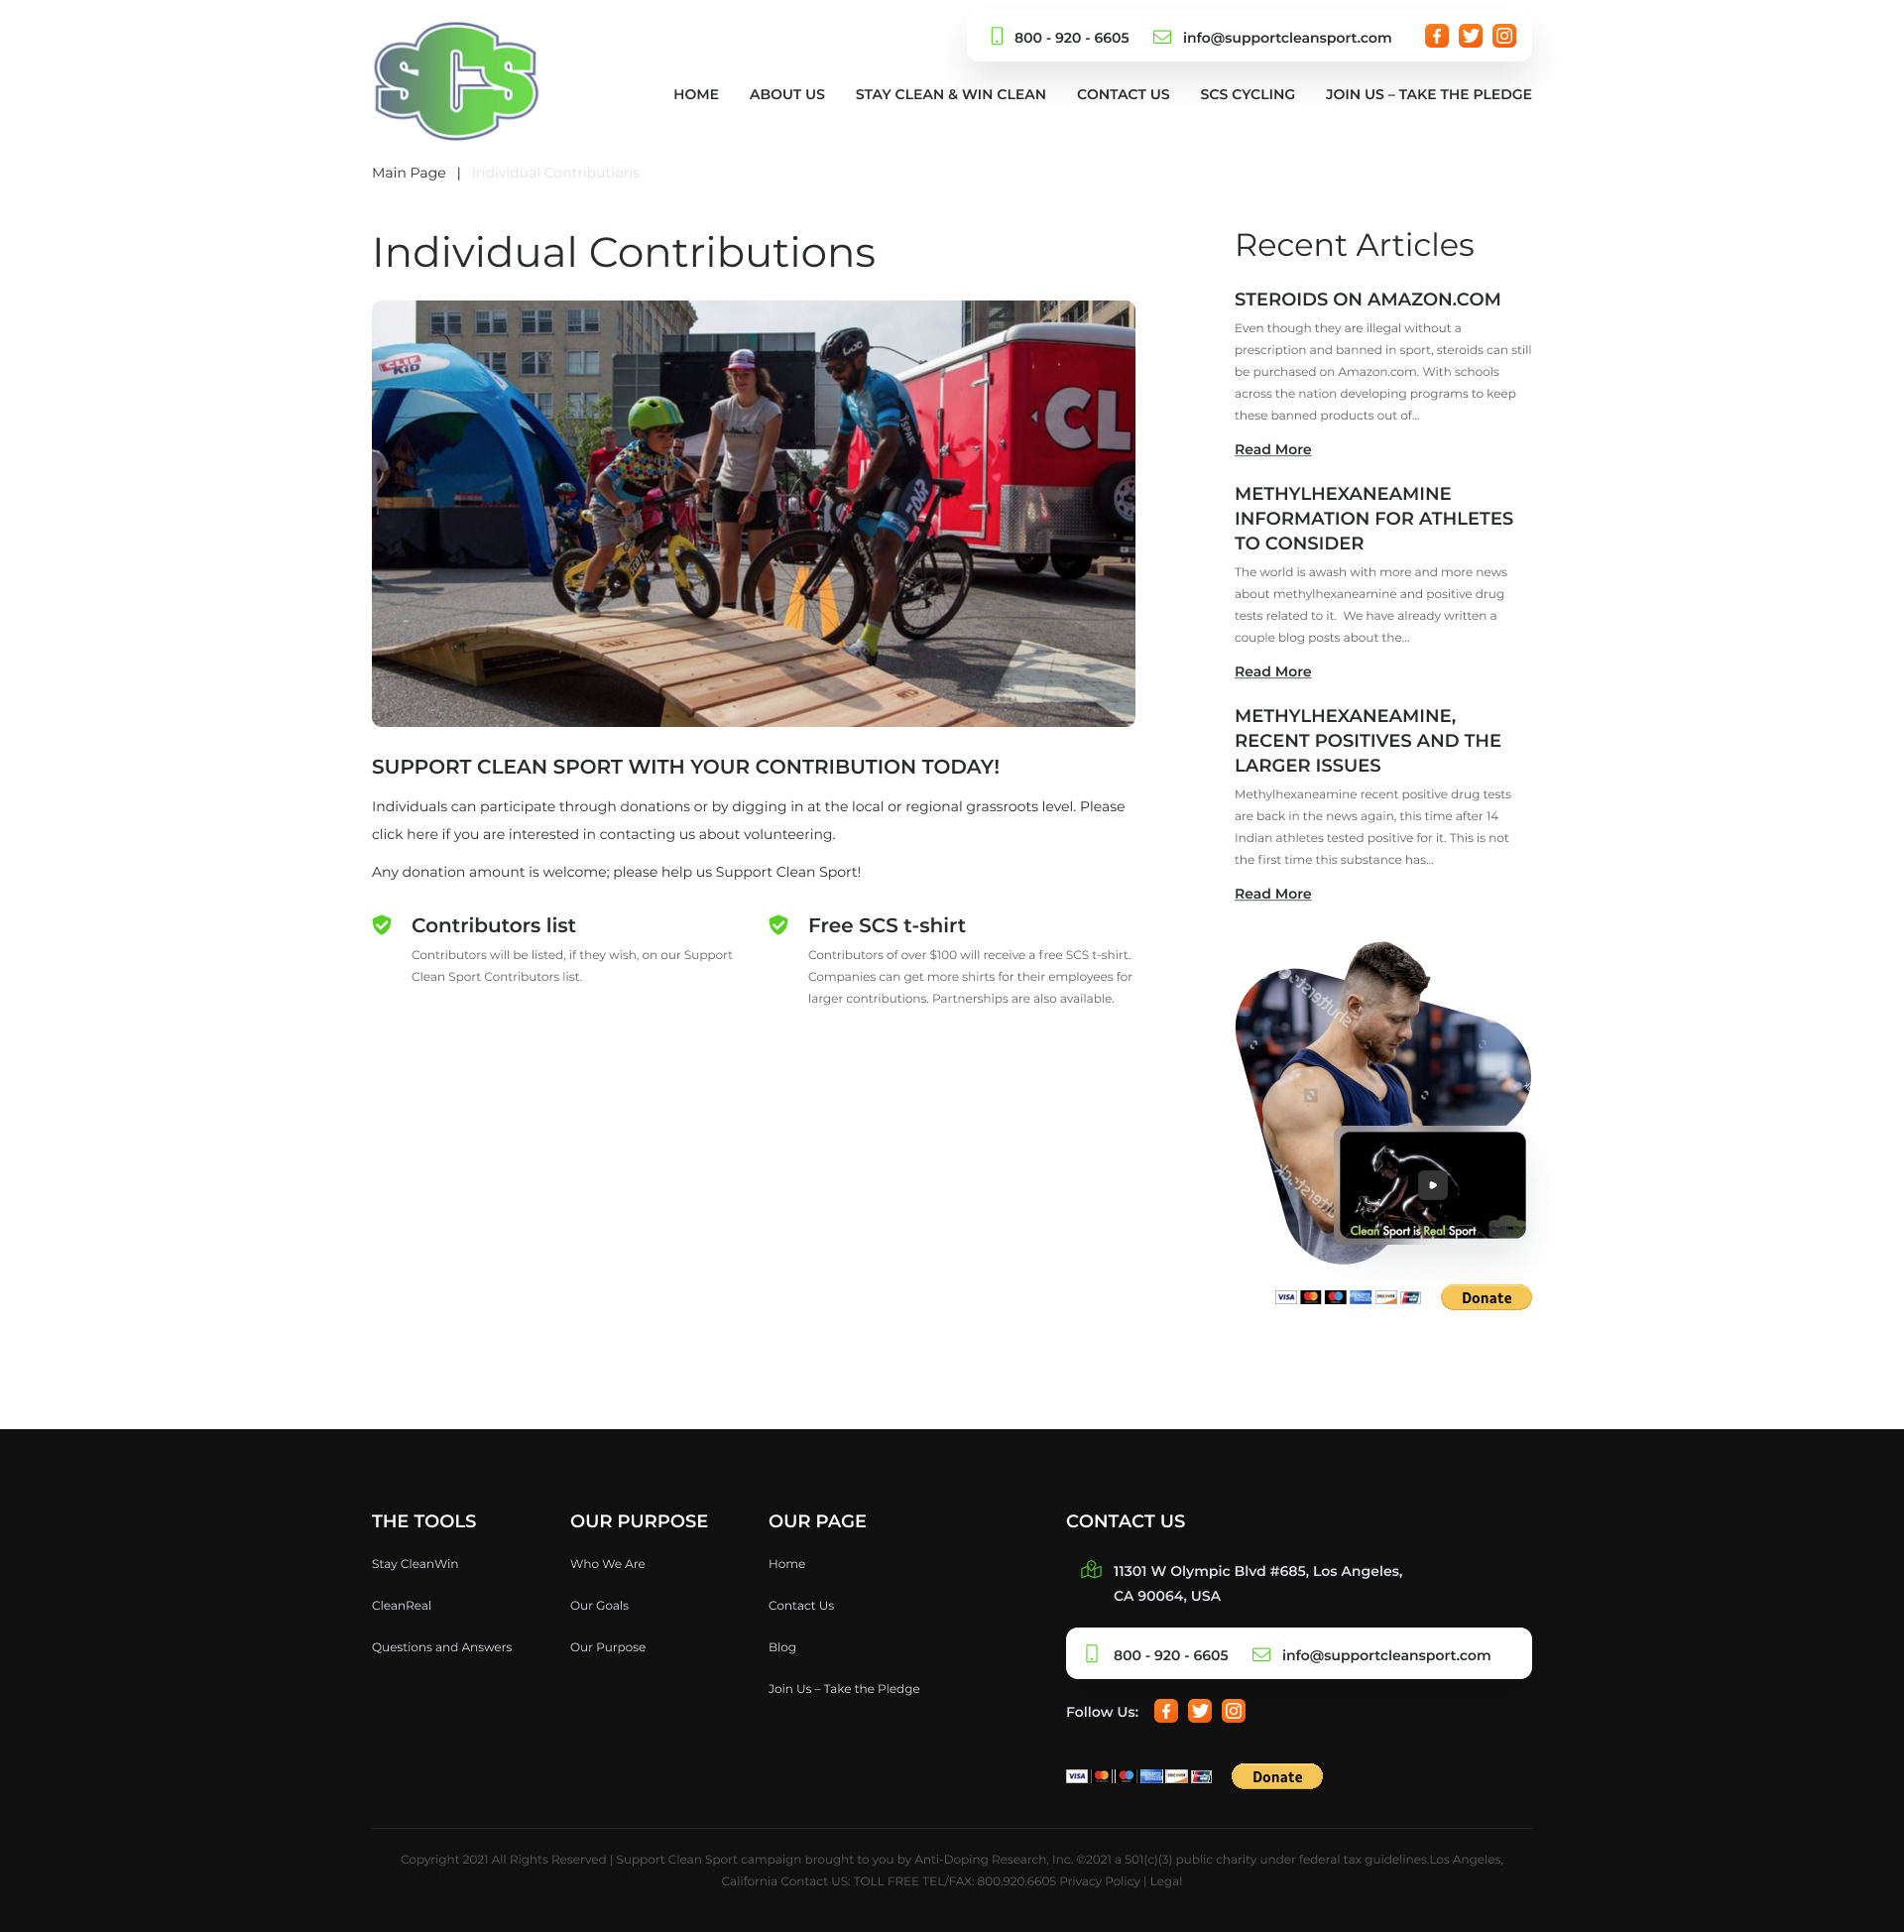 SCS
800 - 920 - 6605 info@supportcleansport.com
HOME ABOUT US STAY CLEAN & WIN CLEAN CONTACT US SCS CYCLING JOIN US – TAKE THE PLEDGE
Main Page | Individual Contributions
Individual Contributions
CLIF
KID
CL
SUPPORT CLEAN SPORT WITH YOUR CONTRIBUTION TODAY!
Individuals can participate through donations or by digging in at the local or regional grassroots level. Please
click here if you are interested in contacting us about volunteering.
Any donation amount is welcome; please help us Support Clean Sport!
Contributors list
Contributors will be listed, if they wish, on our Support
Clean Sport Contributors list.
Free SCS t-shirt
Contributors of over $100 will receive a free SCS t-shirt.
Companies can get more shirts for their employees for
larger contributions. Partnerships are also available.
Recent Articles
STEROIDS ON AMAZON.COM
Even though they are illegal without a
prescription and banned in sport, steroids can still
be purchased on Amazon.com. With schools
across the nation developing programs to keep
these banned products out of...
Read More
METHYLHEXANEAMINE
INFORMATION FOR ATHLETES
TO CONSIDER
The world is awash with more and more news
about methylhexaneamine and positive drug
tests related to it.  We have already written a
couple blog posts about the...
Read More
METHYLHEXANEAMINE,
RECENT POSITIVES AND THE
LARGER ISSUES
Methylhexaneamine recent positive drug tests
are back in the news again, this time after 14
Indian athletes tested positive for it. This is not
the first time this substance has...
Read More
shutterstock
Clean Sport is Real Sport
VISA DISCOVER Donate
THE TOOLS
Stay CleanWin
CleanReal
Questions and Answers
OUR PURPOSE
Who We Are
Our Goals
Our Purpose
OUR PAGE
Home
Contact Us
Blog
Join Us – Take the Pledge
CONTACT US
11301 W Olympic Blvd #685, Los Angeles,
CA 90064, USA
800 - 920 - 6605 info@supportcleansport.com
Follow Us:
VISA DISCOVER Donate
Copyright 2021 All Rights Reserved | Support Clean Sport campaign brought to you by Anti-Doping Research, Inc. ©2021 a 501(c)(3) public charity under federal tax guidelines.Los Angeles,
California Contact US: TOLL FREE TEL/FAX: 800.920.6605 Privacy Policy | Legal